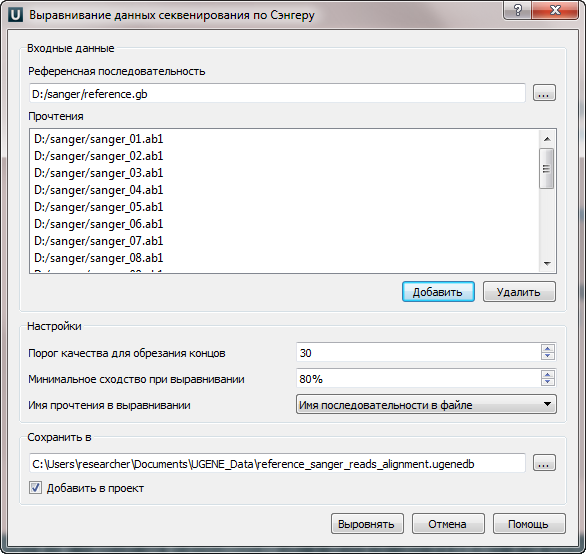 Выравнивание данных секвенирования по Сэнгеру
Входные данные
Референсная последовательность
D:/sanger/reference.gb
...
Прочтения
D:/sanger/sanger_01.ab1
D:/sanger/sanger_02.ab1
D:/sanger/sanger_03.ab1
D:/sanger/sanger_04.ab1
D:/sanger/sanger_05.ab1
D:/sanger/sanger_06.ab1
D:/sanger/sanger_07.ab1
D:/sanger/sanger_08.ab1
Добавить Удалить
Настройки
Порог качества для обрезания концов 30
Минимальное сходство при выравнивании 80%
Имя прочтения в выравнивании Имя последовательности в файле
Сохранить в
C:\Users\researcher\Documents\UGENE_Data\reference_sanger_reads_alignment.ugenedb ...
Добавить в проект
Выровнять Отмена Помощь